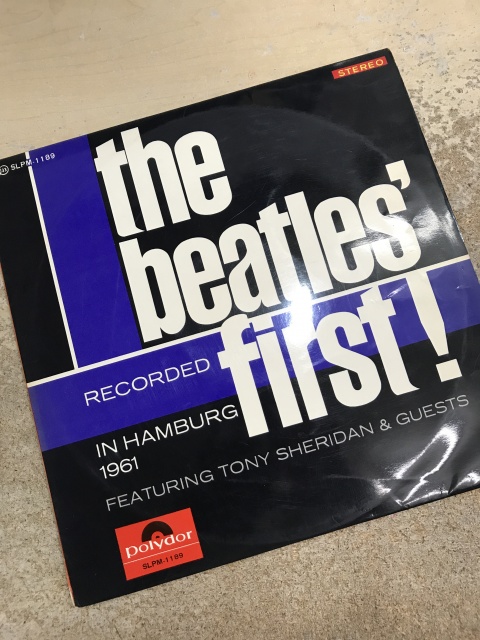 STEREO
SLPM-1189
the
beatles'
first!
RECORDED
IN HAMBURG
1961
FEATURING TONY SHERIDAN & GUESTS
polydor
SLPM-1189